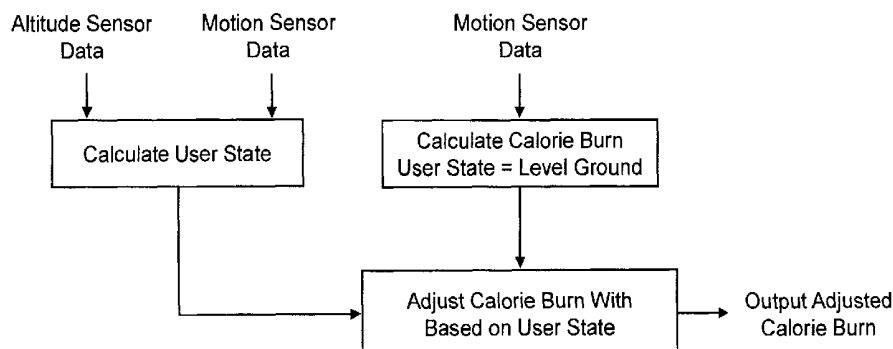 Altitude Sensor
Data
Motion Sensor
Data
Motion Sensor
Data
Calculate User State
Calculate Calorie Burn
User State = Level Ground
Adjust Calorie Burn With
Based on User State
Output Adjusted
Calorie Burn